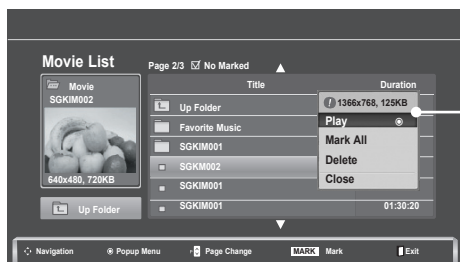 Movie List
Page 2/3 ☑ No Marked
Movie
SGKIM002
640x480, 720KB
Up Folder
Title
Duration
Up Folder
Favorite Music
SGKIM001
SGKM002
SGKIM001
SGKIM001
01:30:20
1366x768, 125KB
Play
Mark All
Delete
Close
Navigation
Popup Menu
Page Change
MARK Mark
Exit